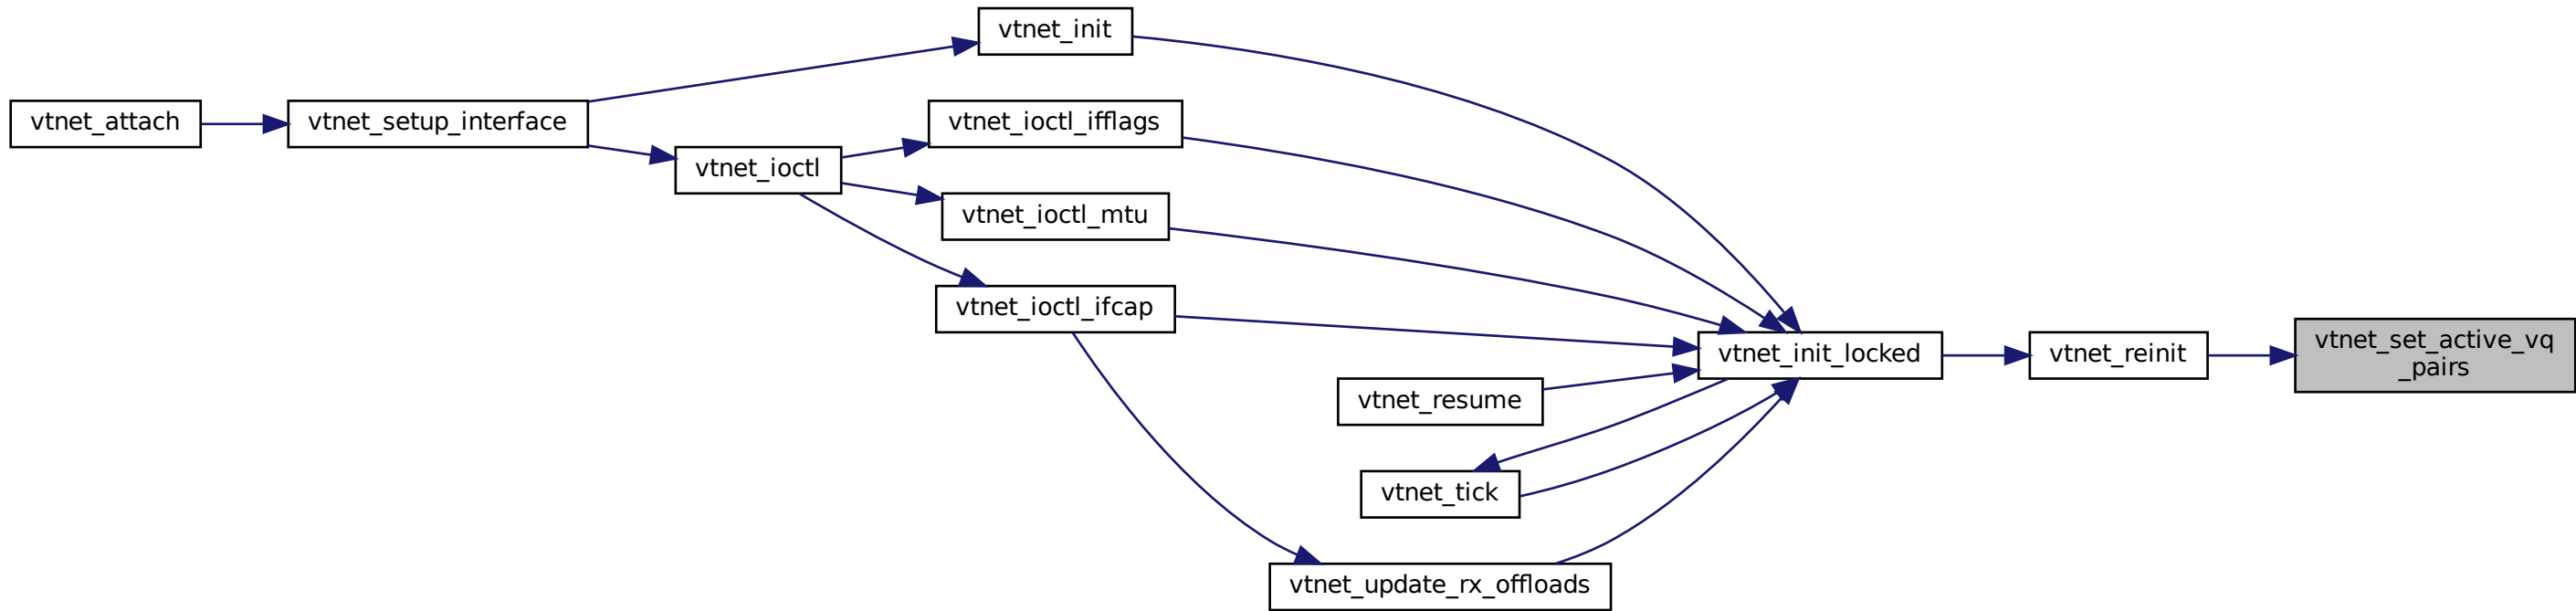 vtnet_init
vtnet_attach
vtnet_setup_interface
vtnet_ioctl_ifflags
vtnet_ioctl
vtnet_ioctl_mtu
vtnet_ioctl_ifcap
vtnet_init_locked
vtnet_reinit
vtnet_set_active_vq
_pairs
vtnet_resume
vtnet_tick
vtnet_update_rx_offloads